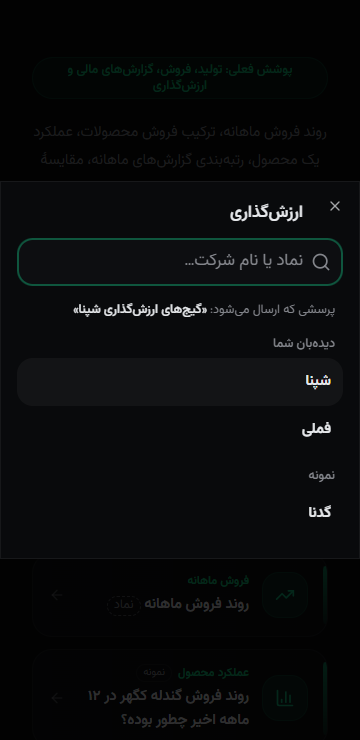 پوشش فعلی: تولید، فروش، گزارش‌های مالی و
ارزش‌گذاری
روند فروش ماهانه، ترکیب فروش محصولات، عملکرد
یک محصول، رتبه‌بندی گزارش‌های ماهانه، مقایسهٔ
ارزش‌گذاری
نماد یا نام شرکت...
پرسشی که ارسال می‌شود: «گیج‌های ارزش‌گذاری شپنا»
دیده‌بان شما
شپنا
فملی
نمونه
گدنا
فروش ماهانه
روند فروش ماهانه نماد
عملکرد محصول نمونه
روند فروش گندله کگهر در ۱۲
ماهه اخیر چطور بوده؟